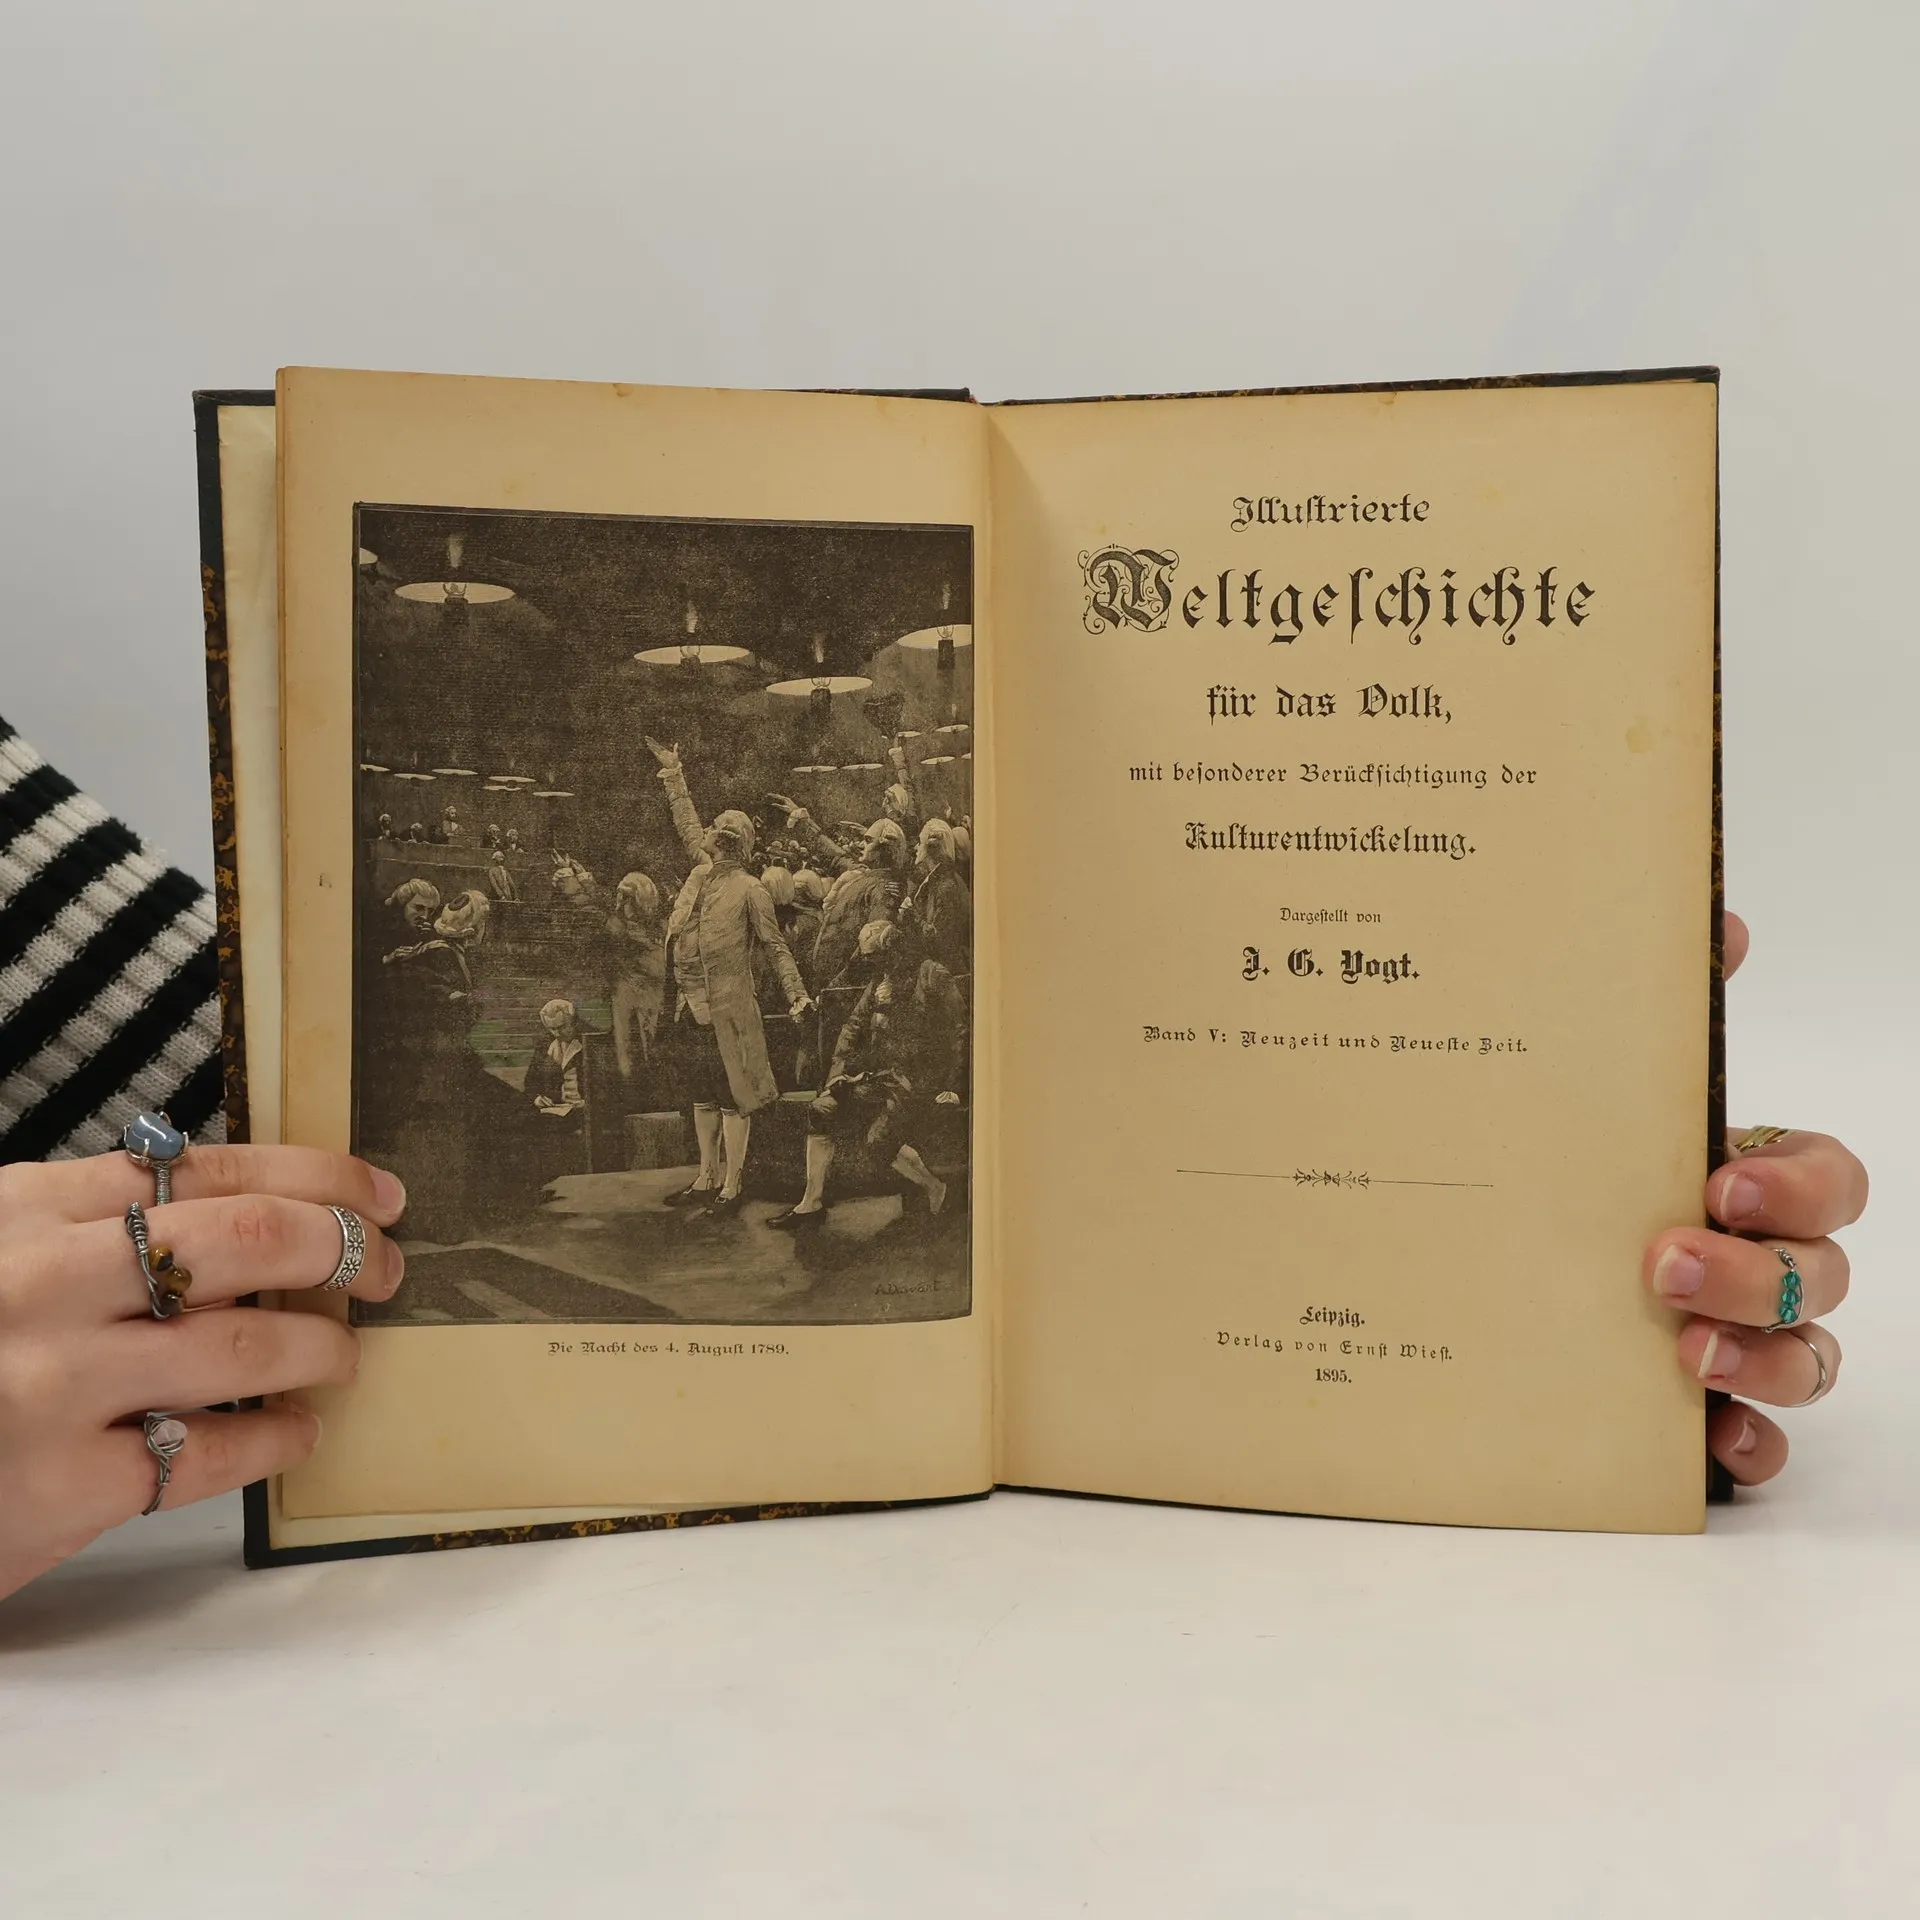 Die Nacht des 4. August 1789.
Illustrierte
Weltgeschichte
für das Volk,
mit besonderer Berücksichtigung der
Kulturentwickelung.
Dargestellt von
J. G. Vogt.
Band V: Neuzeit und Neueste Zeit.
Leipzig.
Verlag von Ernst Wiest.
1895.